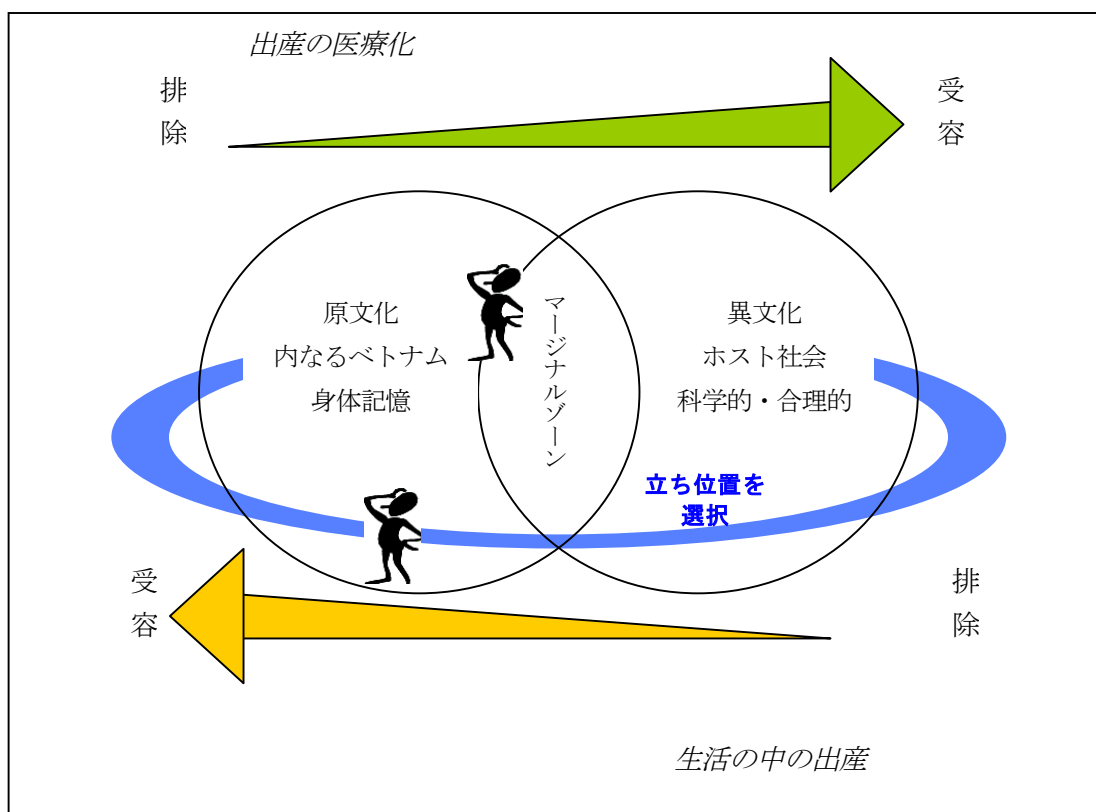 出産の医療化
排除
受容
原文化
内なるベトナム
身体記憶
マージナルゾーン
異文化
ホスト社会
科学的・合理的
立ち位置を
選択
受容
排除
生活の中の出産